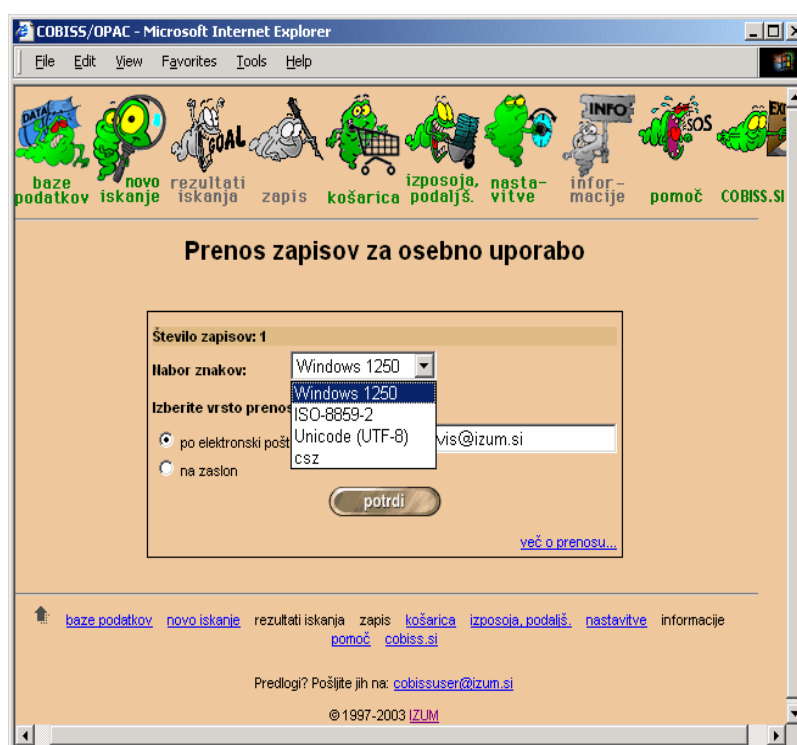 COBISS/OPAC - Microsoft Internet Explorer
File Edit View Favorites Tools Help
DATA GOAL INFO SOS
baze podatkov
novo iskanje
rezultati iskanja
zapis
košarica
izposoja, podaljš.
nasta- vitve
infor- macije
pomoč
COBISS.SI
Prenos zapisov za osebno uporabo
Število zapisov: 1
Nabor znakov: Windows 1250
Windows 1250
ISO-8859-2
Unicode (UTF-8)
csz
Izberite vrsto
po elektronski
vis@izum.si
na zaslon
potrdi
več o prenosu...
baze podatkov novo iskanje rezultati iskanja zapis košarica izposoja, podaljš. nastavitve informacije
pomoč cobiss.si
Predlogi? Pošljite jih na: cobissuser@izum.si
© 1997-2003 IZUM